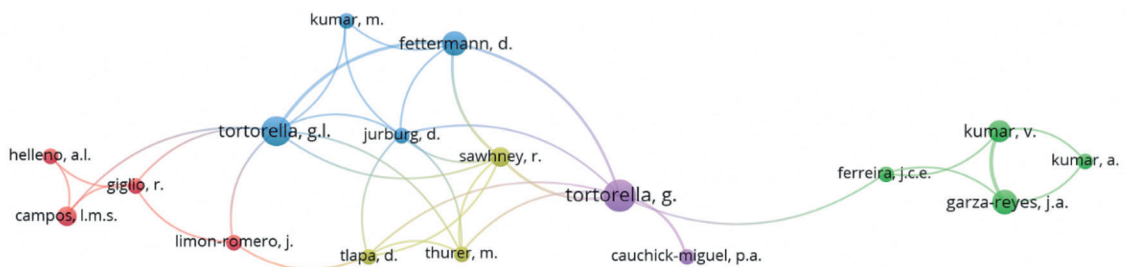 kumar, m.
fettermann, d.
tortorella, g.l.
jurburg, d.
kumar, v.
helleno, a.l.
sawhney, r.
kumar, a.
giglio, r.
ferreira, j.c.e.
tortorella, g.
garza-reyes, j.a.
campos, l.m.s.
limon-romero, j.
tlapa, d.
thurer, m.
cauchick-miguel, p.a.